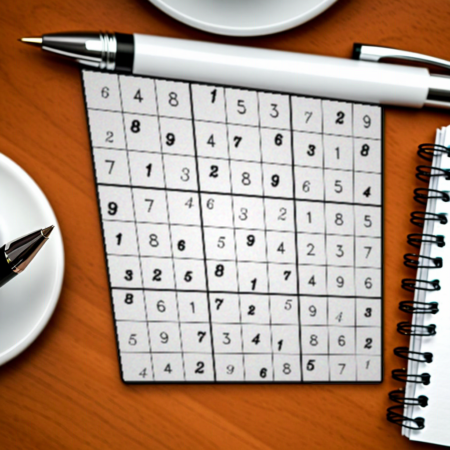 6 4 8 1 5 3 7 2 9
2 8 9 4 7 6 3 1 8
7 1 3 2 8 9 6 5 4
9 7 4 6 3 2 1 8 5
1 8 6 5 9 4 2 3 7
3 2 5 8 1 7 4 9 6
8 6 1 7 2 5 9 4 3
5 9 7 3 4 1 8 6 2
4 4 2 9 6 8 5 7 1